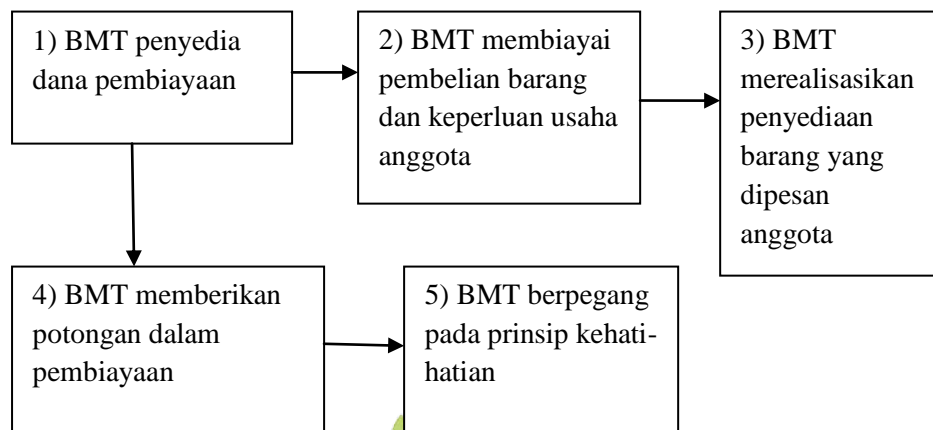 1) BMT penyedia
dana pembiayaan
2) BMT membiayai
pembelian barang
dan keperluan usaha
anggota
3) BMT
merealisasikan
penyediaan
barang yang
dipesan
anggota
4) BMT memberikan
potongan dalam
pembiayaan
5) BMT berpegang
pada prinsip kehati-
hatian